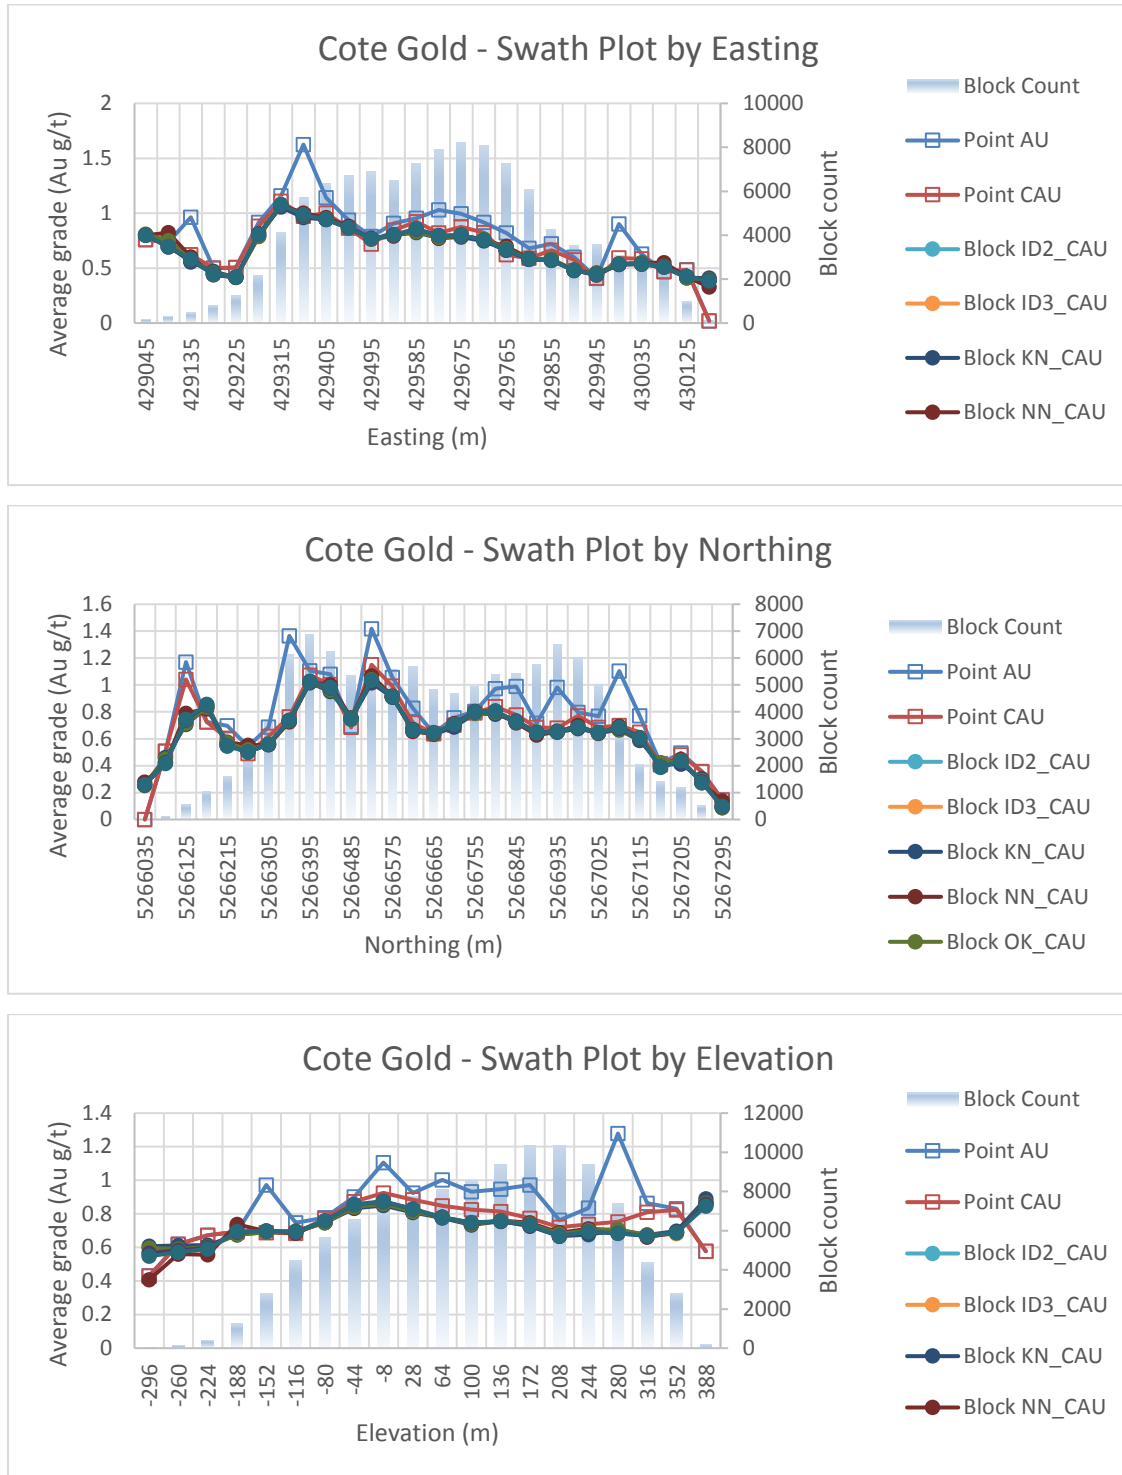 Cote Gold - Swath Plot by Easting
Average grade (Au g/t)
2
1.5
1
0.5
0
10000
8000
6000
4000
2000
0
Block count
429045
429135
429225
429315
429405
429495
429585
429675
429765
429855
429945
430035
430125
Easting (m)
Block Count
Point AU
Point CAU
Block ID2_CAU
Block ID3_CAU
Block KN_CAU
Block NN_CAU
Cote Gold - Swath Plot by Northing
Average grade (Au g/t)
1.6
1.4
1.2
1
0.8
0.6
0.4
0.2
0
8000
7000
6000
5000
4000
3000
2000
1000
0
Block count
5266035
5266125
5266215
5266305
5266395
5266485
5266575
5266665
5266755
5266845
5266935
5267025
5267115
5267205
5267295
Northing (m)
Block Count
Point AU
Point CAU
Block ID2_CAU
Block ID3_CAU
Block KN_CAU
Block NN_CAU
Block OK_CAU
Cote Gold - Swath Plot by Elevation
Average grade (Au g/t)
1.4
1.2
1
0.8
0.6
0.4
0.2
0
12000
10000
8000
6000
4000
2000
0
Block count
-296
-260
-224
-188
-152
-116
-80
-44
-8
28
64
100
136
172
208
244
280
316
352
388
Elevation (m)
Block Count
Point AU
Point CAU
Block ID2_CAU
Block ID3_CAU
Block KN_CAU
Block NN_CAU